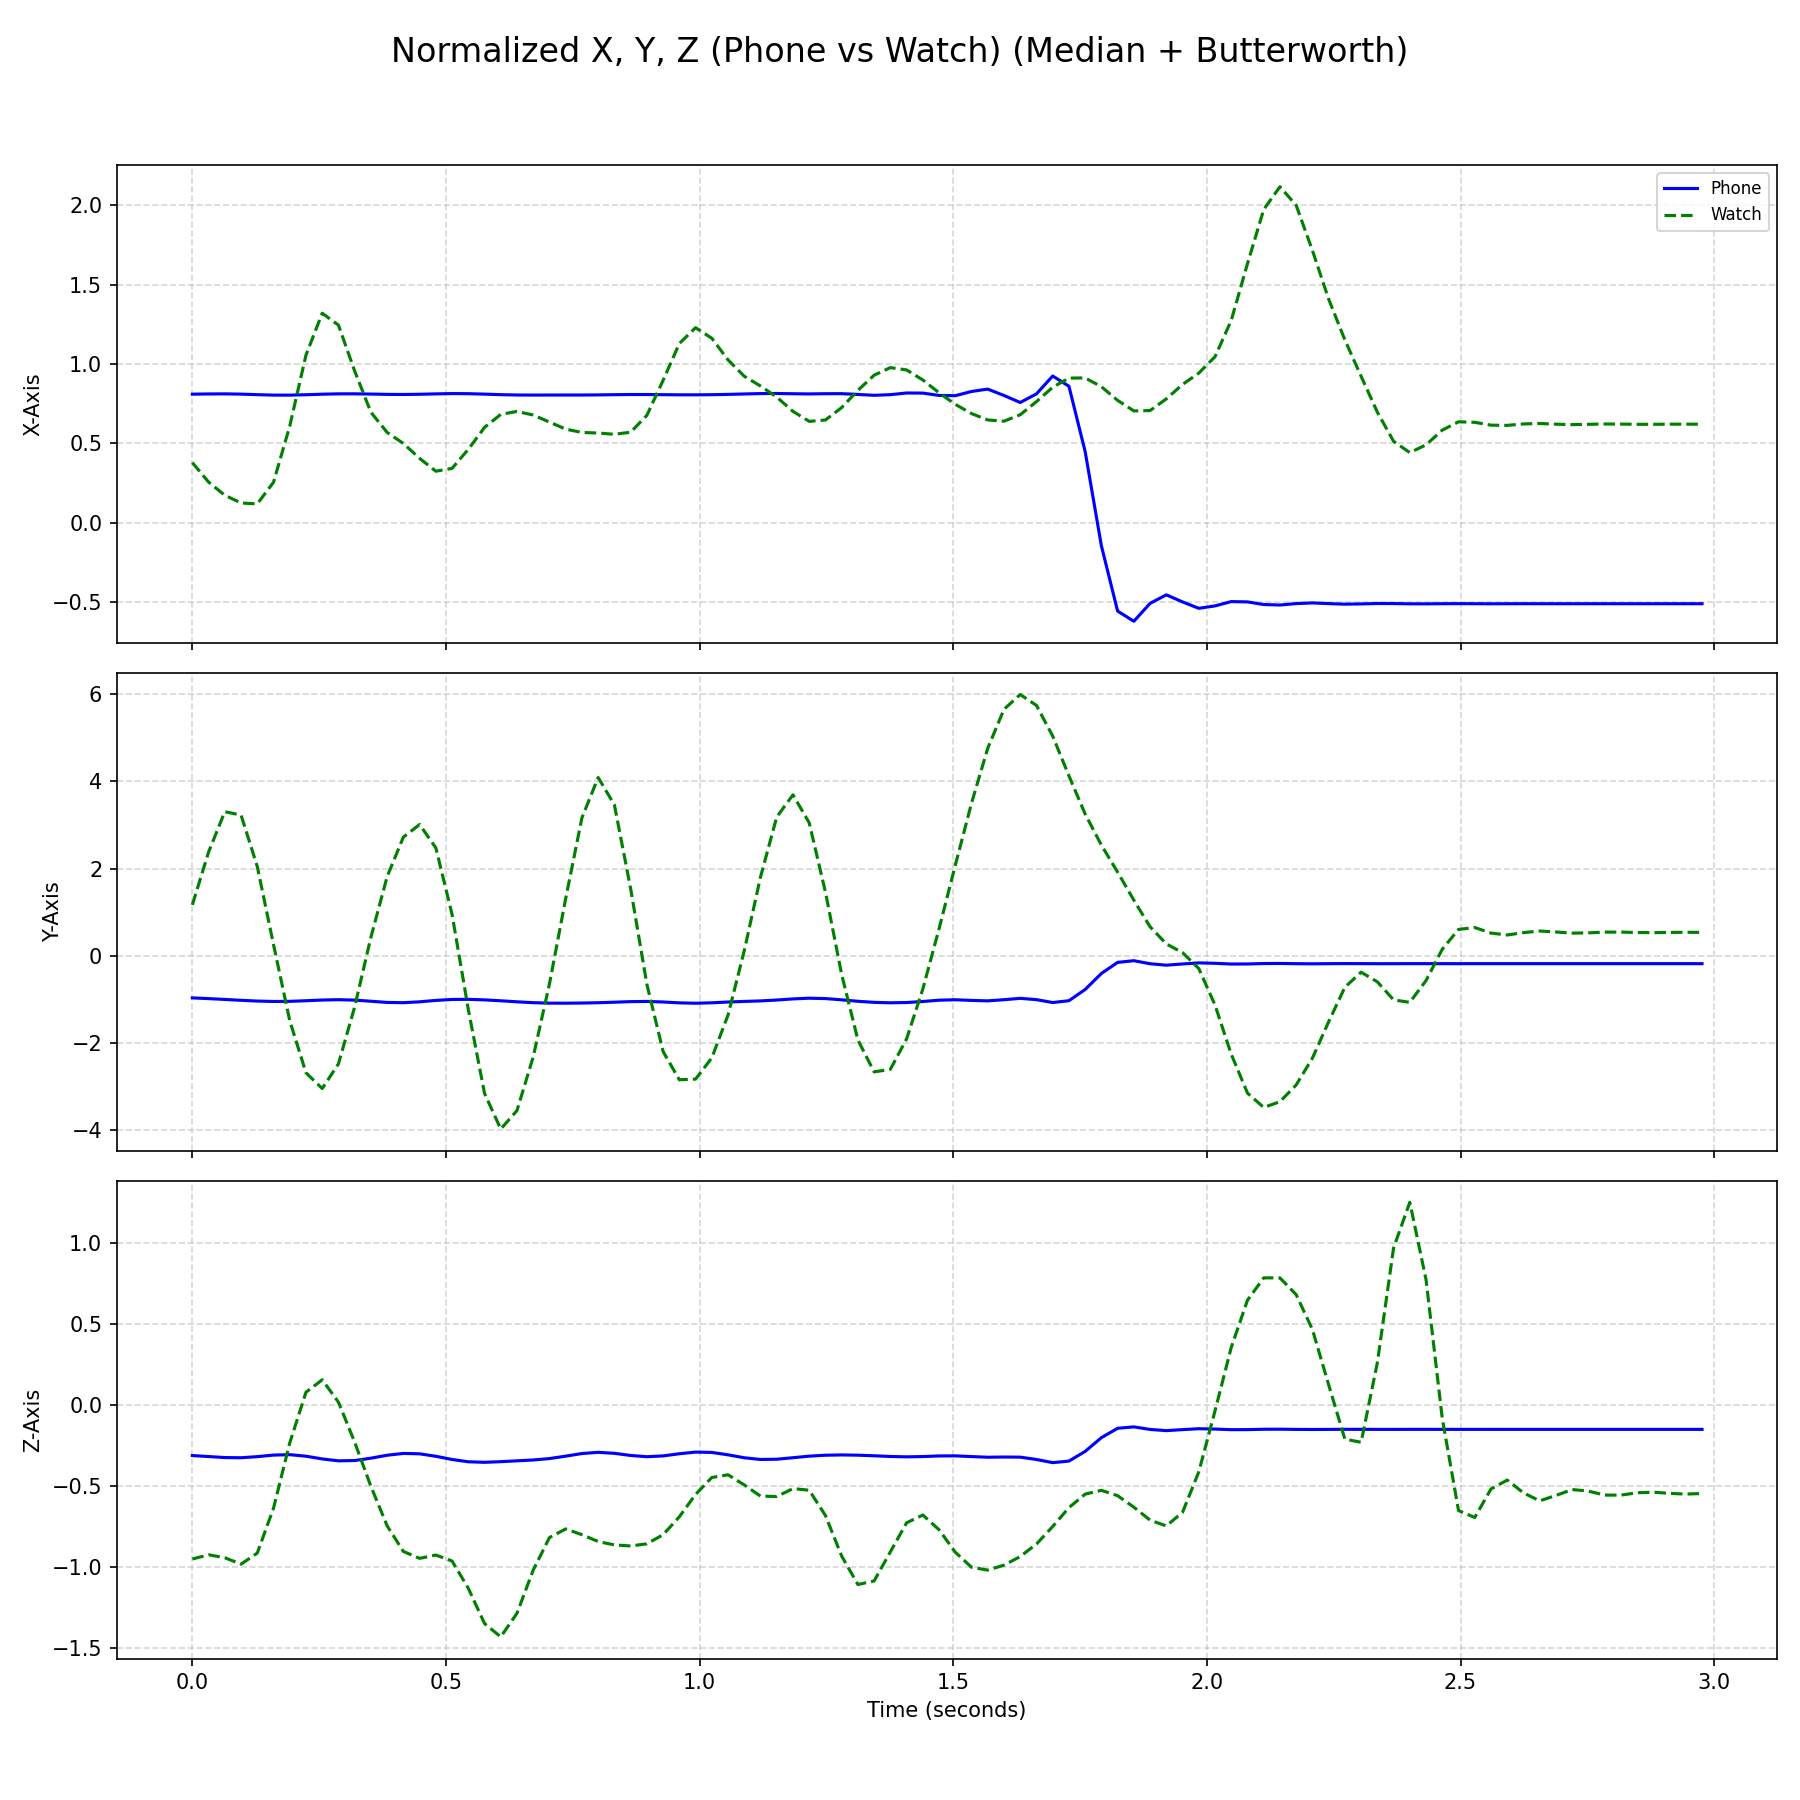 Normalized X, Y, Z (Phone vs Watch) (Median + Butterworth)
Phone
Watch
X-Axis
2.0
1.5
1.0
0.5
0.0
−0.5
Y-Axis
6
4
2
0
−2
−4
Z-Axis
1.0
0.5
0.0
−0.5
−1.0
−1.5
0.0 0.5 1.0 1.5 2.0 2.5 3.0
Time (seconds)